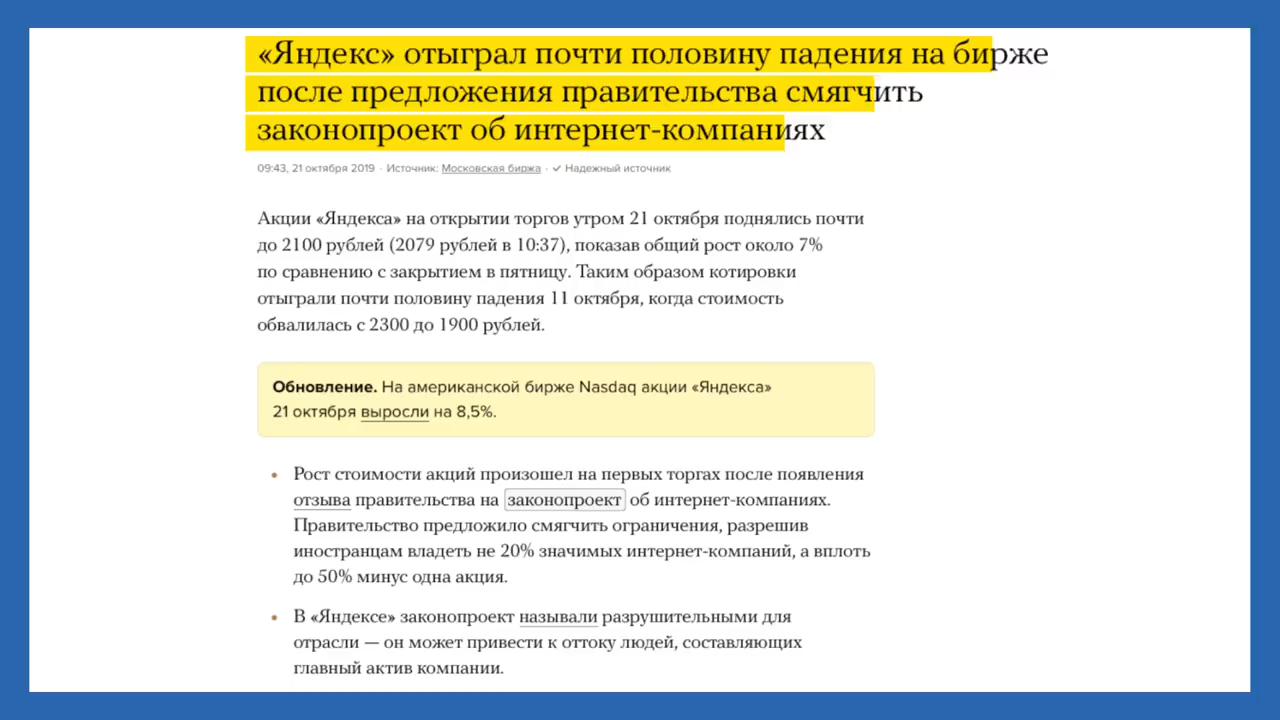 «Яндекс» отыграл почти половину падения на бирже
после предложения правительства смягчить
законопроект об интернет-компаниях
09:43, 21 октября 2019 · Источник: Московская биржа · ✓ Надежный источник
Акции «Яндекса» на открытии торгов утром 21 октября поднялись почти
до 2100 рублей (2079 рублей в 10:37), показав общий рост около 7%
по сравнению с закрытием в пятницу. Таким образом котировки
отыграли почти половину падения 11 октября, когда стоимость
обвалилась с 2300 до 1900 рублей.
Обновление. На американской бирже Nasdaq акции «Яндекса»
21 октября выросли на 8,5%.
• Рост стоимости акций произошел на первых торгах после появления
отзыва правительства на законопроект об интернет-компаниях.
Правительство предложило смягчить ограничения, разрешив
иностранцам владеть не 20% значимых интернет-компаний, а вплоть
до 50% минус одна акция.
• В «Яндексе» законопроект называли разрушительными для
отрасли — он может привести к оттоку людей, составляющих
главный актив компании.